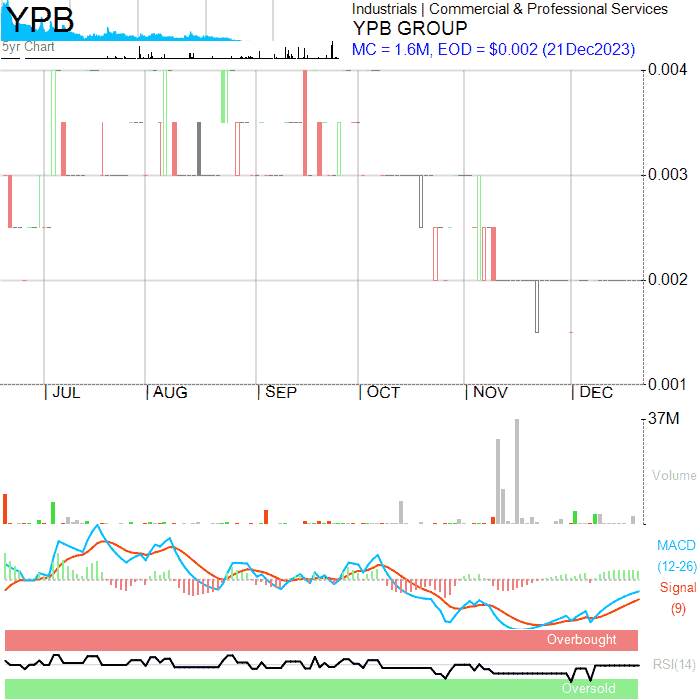 YPB
5yr Chart
Industrials | Commercial & Professional Services
YPB GROUP
MC = 1.6M, EOD = $0.002 (21Dec2023)
0.004
0.003
0.002
0.001
| JUL | AUG | SEP | OCT | NOV | DEC
37M
Volume
MACD
(12-26)
Signal
(9)
Overbought
RSI(14)
Oversold